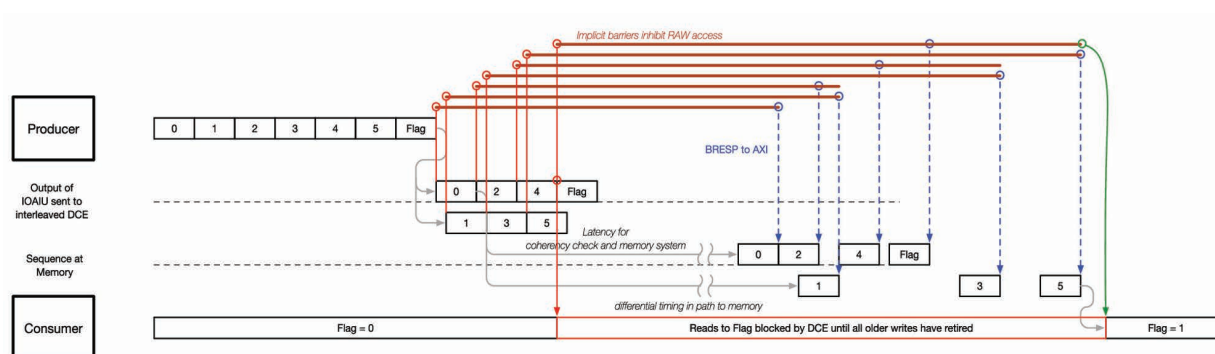 Implicit barriers inhibit RAW access
Producer
0 1 2 3 4 5 Flag
BRESP to AXI
Output of
IOAIU sent to
interleaved DCE
0 2 4 Flag
1 3 5
Latency for
coherency check and memory system
Sequence at
Memory
0 2 4 Flag
1 3 5
differential timing in path to memory
Consumer
Flag = 0
Reads to Flag blocked by DCE until all older writes have retired
Flag = 1